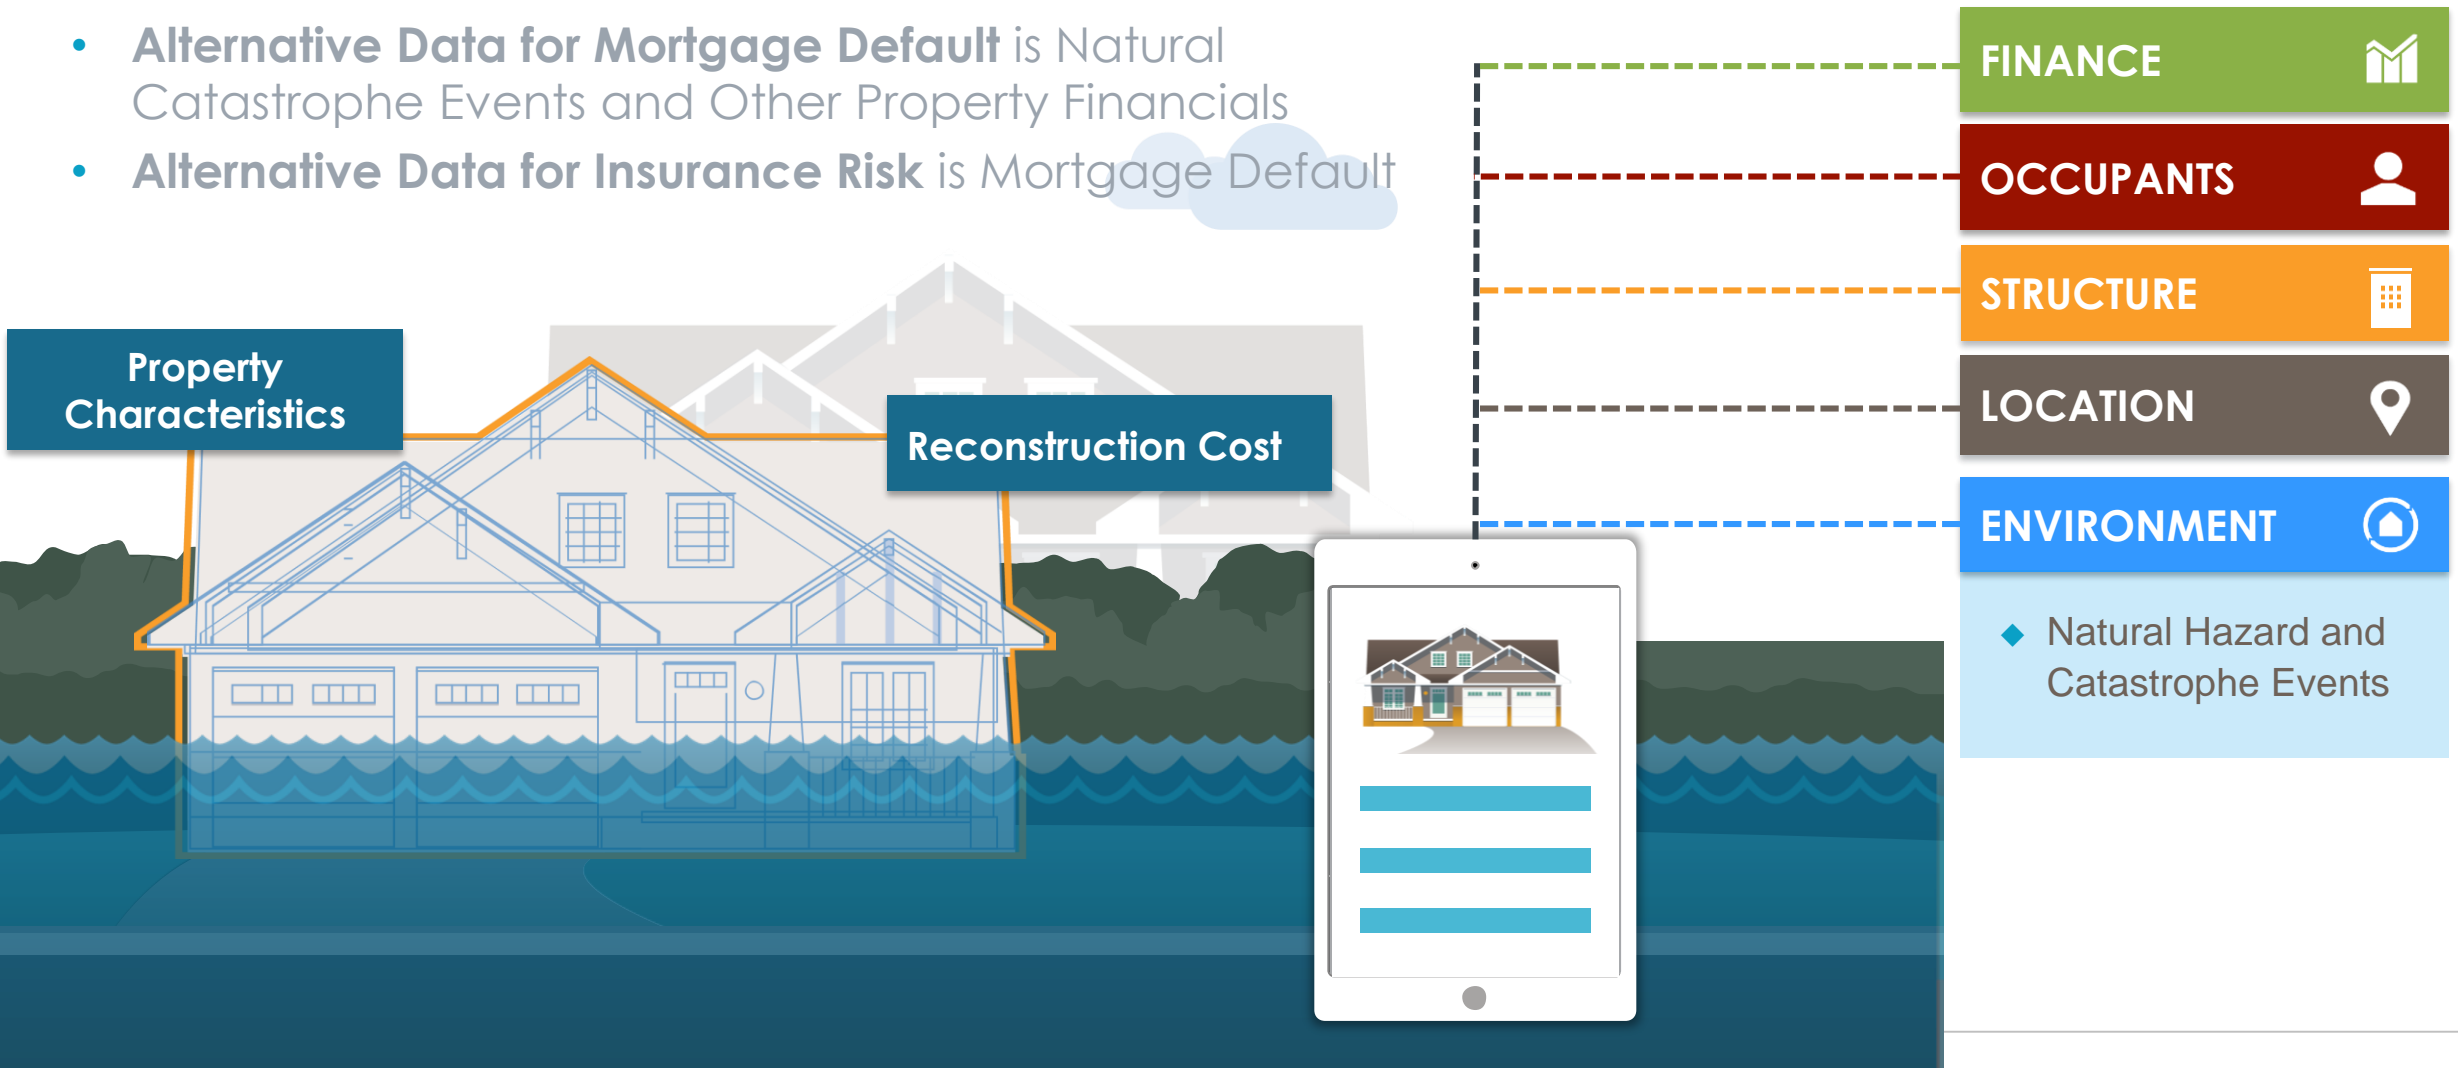 • Alternative Data for Mortgage Default is Natural
Catastrophe Events and Other Property Financials
• Alternative Data for Insurance Risk is Mortgage Default
Property
Characteristics
Reconstruction Cost
FINANCE
OCCUPANTS
STRUCTURE
LOCATION
ENVIRONMENT
◆ Natural Hazard and
Catastrophe Events